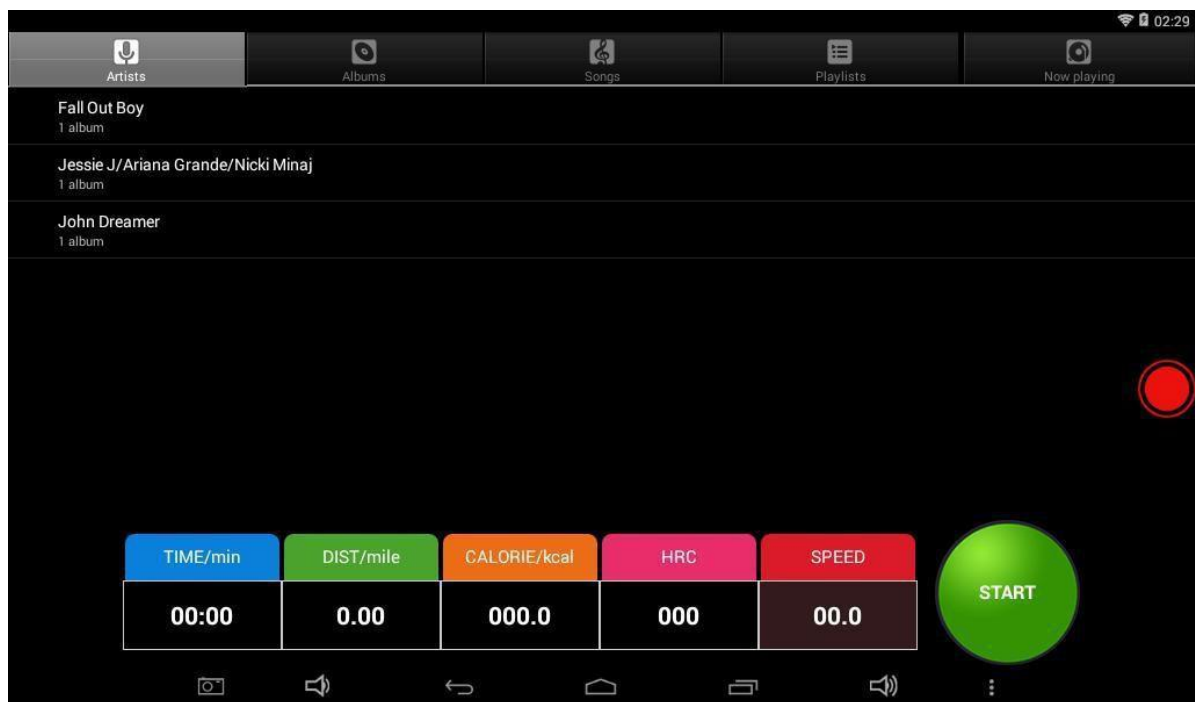 02:29
Artists Albums Songs Playlists Now playing
Fall Out Boy
1 album
Jessie J/Ariana Grande/Nicki Minaj
1 album
John Dreamer
1 album
TIME/min DIST/mile CALORIE/kcal HRC SPEED
00:00 0.00 000.0 000 00.0
START